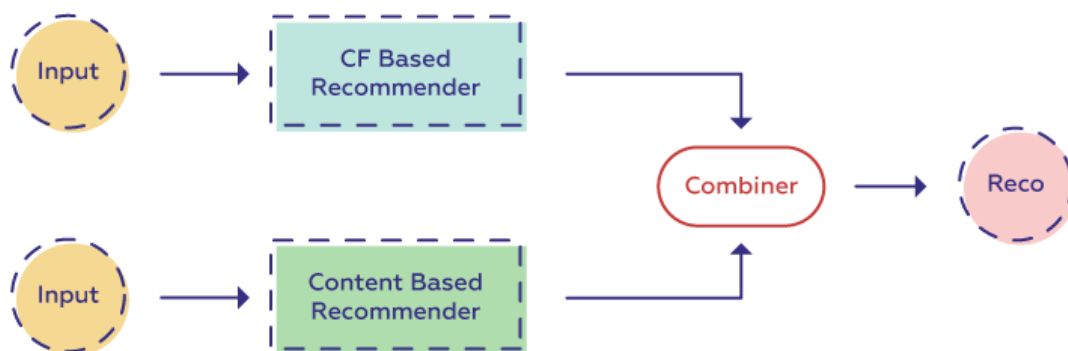 Input
CF Based
Recommender
Combiner
Reco
Input
Content Based
Recommender